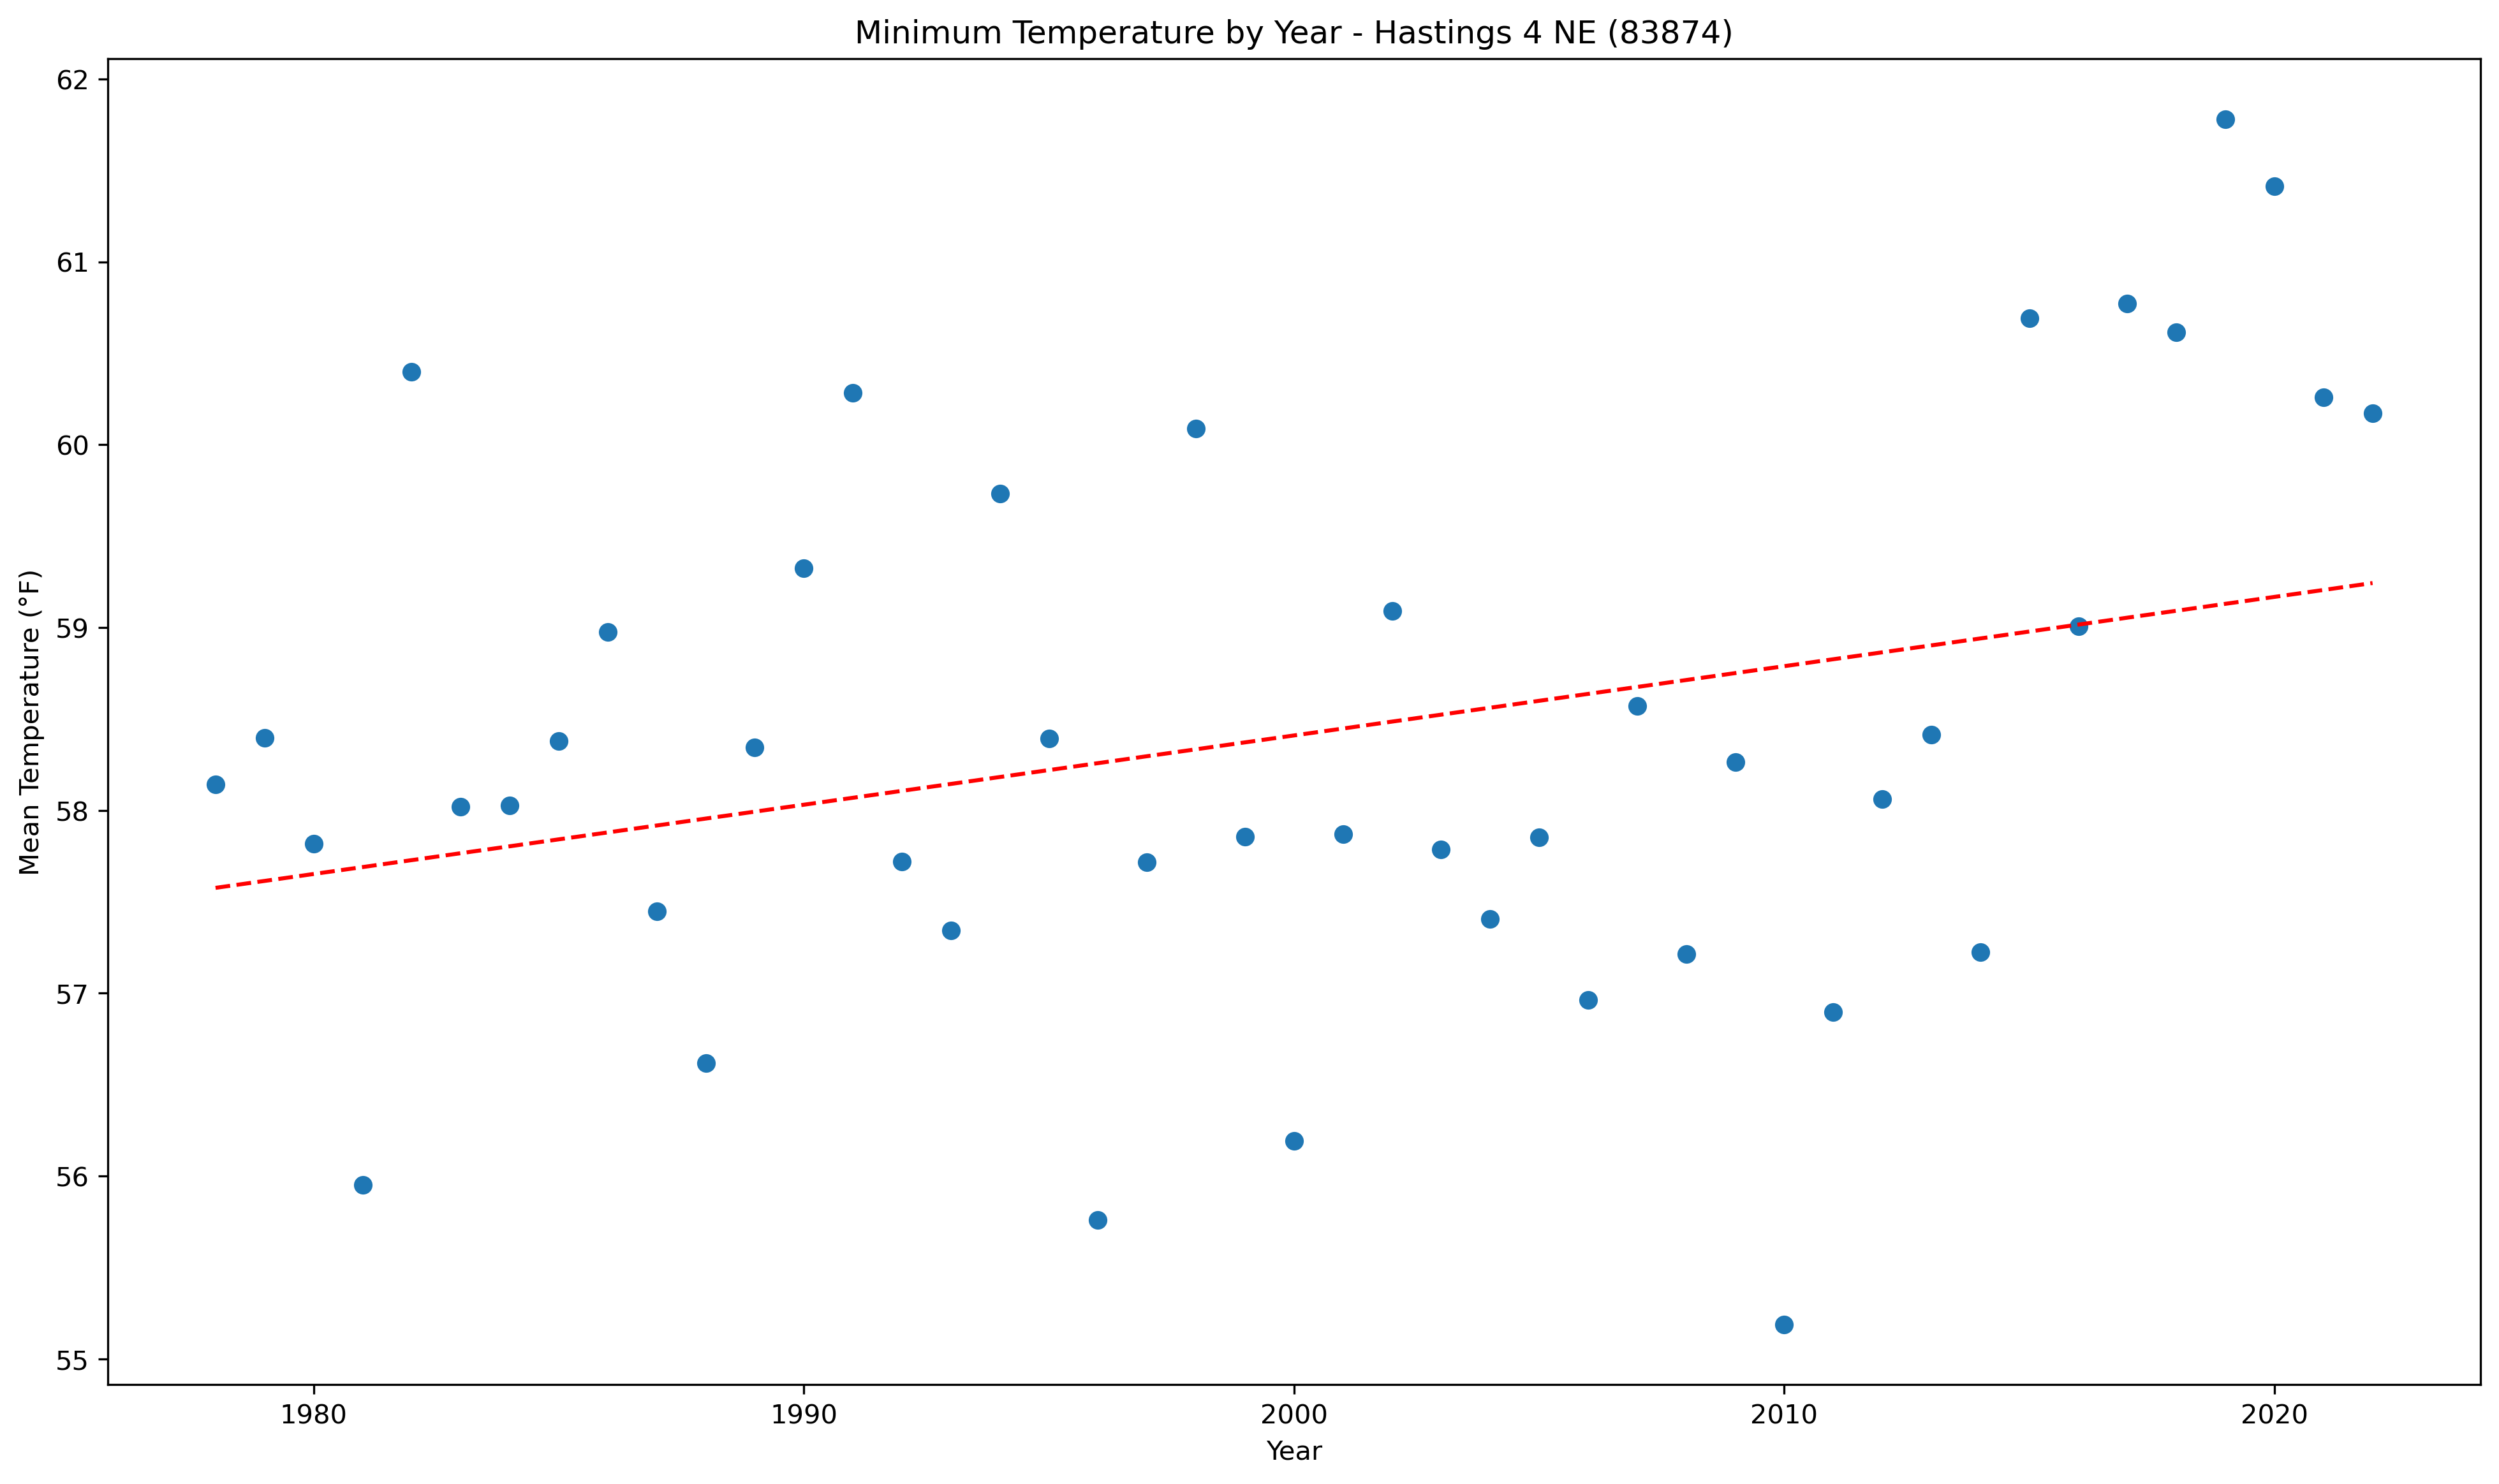 Minimum Temperature by Year - Hastings 4 NE (83874)
62
61
60
59
58
57
56
55
Mean Temperature (°F)
1980 1990 2000 2010 2020
Year